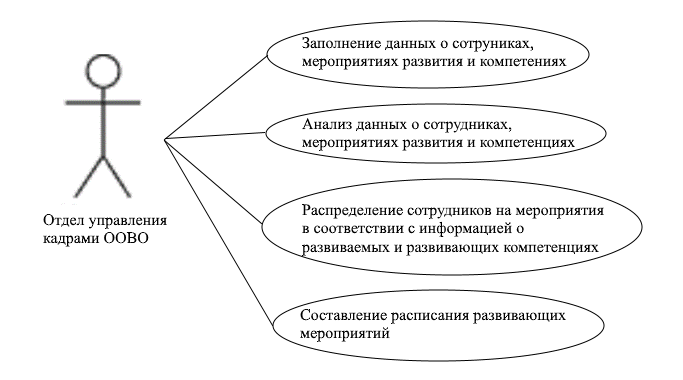 Заполнение данных о сотруниках,
мероприятиях развития и компетениях
Анализ данных о сотрудниках,
мероприятиях развития и компетенциях
Распределение сотрудников на мероприятия
в соответствии с информацией о
развиваемых и развивающих компетенциях
Отдел управления
кадрами ООВО
Составление расписания развивающих
мероприятий